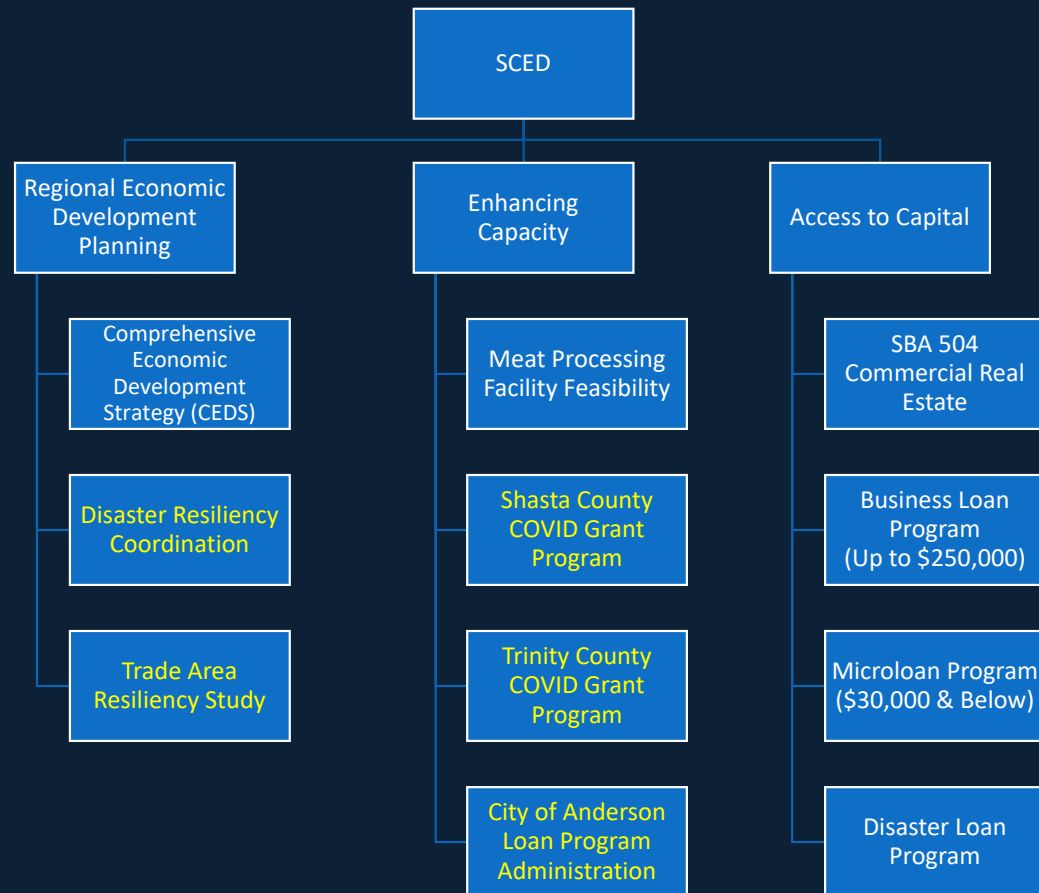 SCED
Regional Economic
Development
Planning
Enhancing
Capacity
Access to Capital
Comprehensive
Economic
Development
Strategy (CEDS)
Disaster Resiliency
Coordination
Trade Area
Resiliency Study
Meat Processing
Facility Feasibility
Shasta County
COVID Grant
Program
Trinity County
COVID Grant
Program
City of Anderson
Loan Program
Administration
SBA 504
Commercial Real
Estate
Business Loan
Program
(Up to $250,000)
Microloan Program
($30,000 & Below)
Disaster Loan
Program